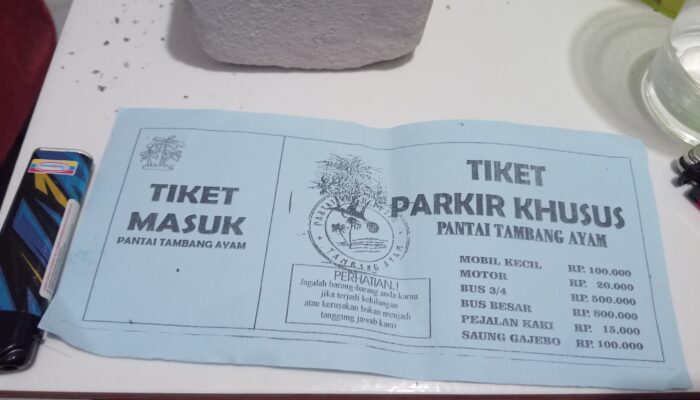 TIKET
MASUK
PANTAI TAMBANG AYAM
TAMBANG AYAM
PERHATIAN.!
Jagalah barang-barang anda karna
jika terjadi kehilangan
atau kerusakan bukan menjadi
tanggung jawab kami
TIKET
PARKIR KHUSUS
PANTAI TAMBANG AYAM
MOBIL KECIL RP. 100.000
MOTOR RP. 20.000
BUS 3/4 RP. 500.000
BUS BESAR RP. 800.000
PEJALAN KAKI RP. 15.000
SAUNG GAJEBO RP. 100.000